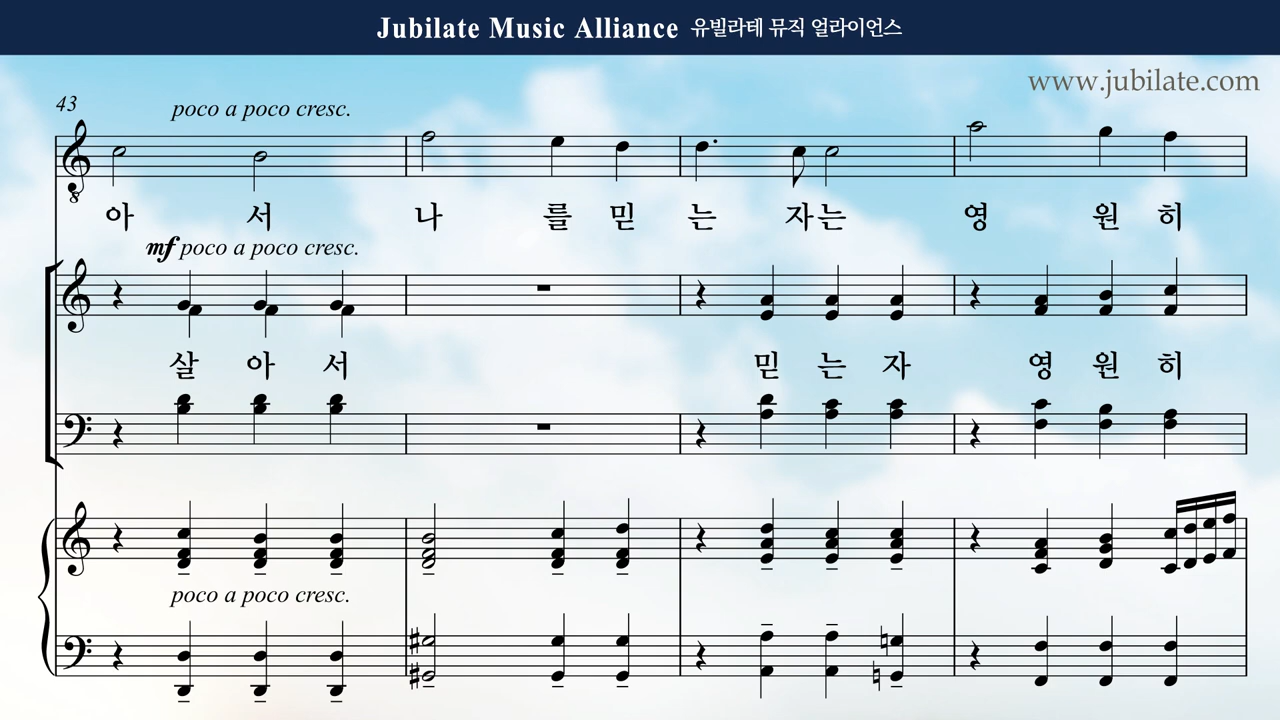 Jubilate Music Alliance 유빌라테 뮤직 얼라이언스
www.jubilate.com
43
poco a poco cresc.
8
아 서 나 를 믿 는 자는 영 원 히
mf poco a poco cresc.
살 아 서 믿 는 자 영 원 히
poco a poco cresc.